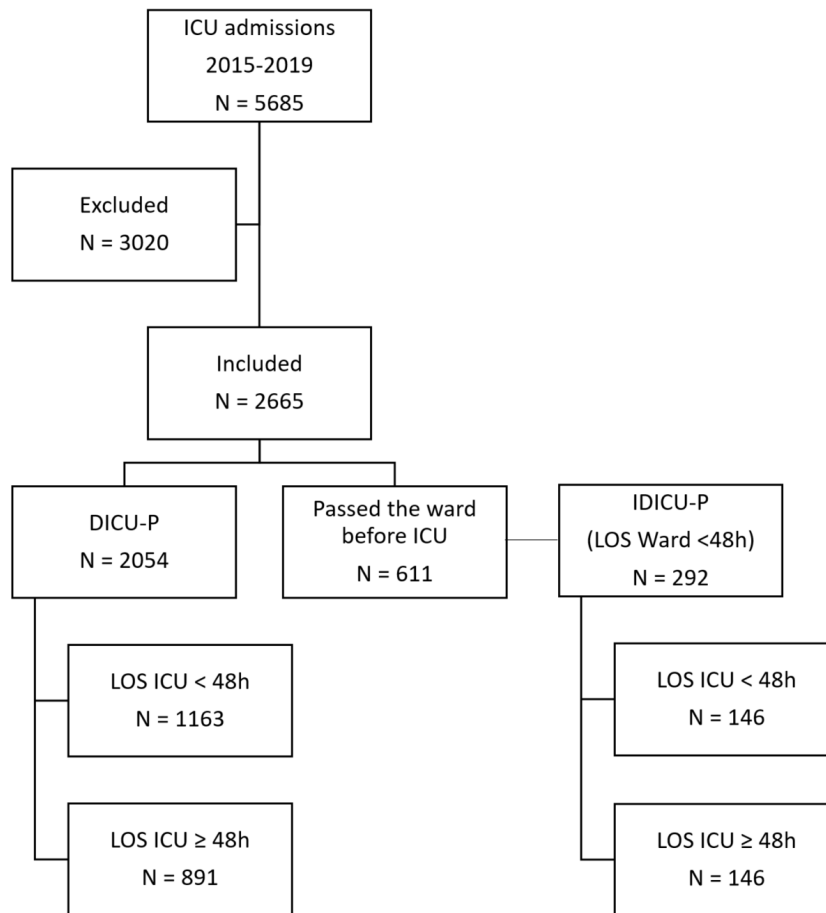 ICU admissions
2015-2019
N = 5685
Excluded
N = 3020
Included
N = 2665
DICU-P
N = 2054
Passed the ward
before ICU
N = 611
IDICU-P
(LOS Ward <48h)
N = 292
LOS ICU < 48h
N = 1163
LOS ICU < 48h
N = 146
LOS ICU ≥ 48h
N = 891
LOS ICU ≥ 48h
N = 146